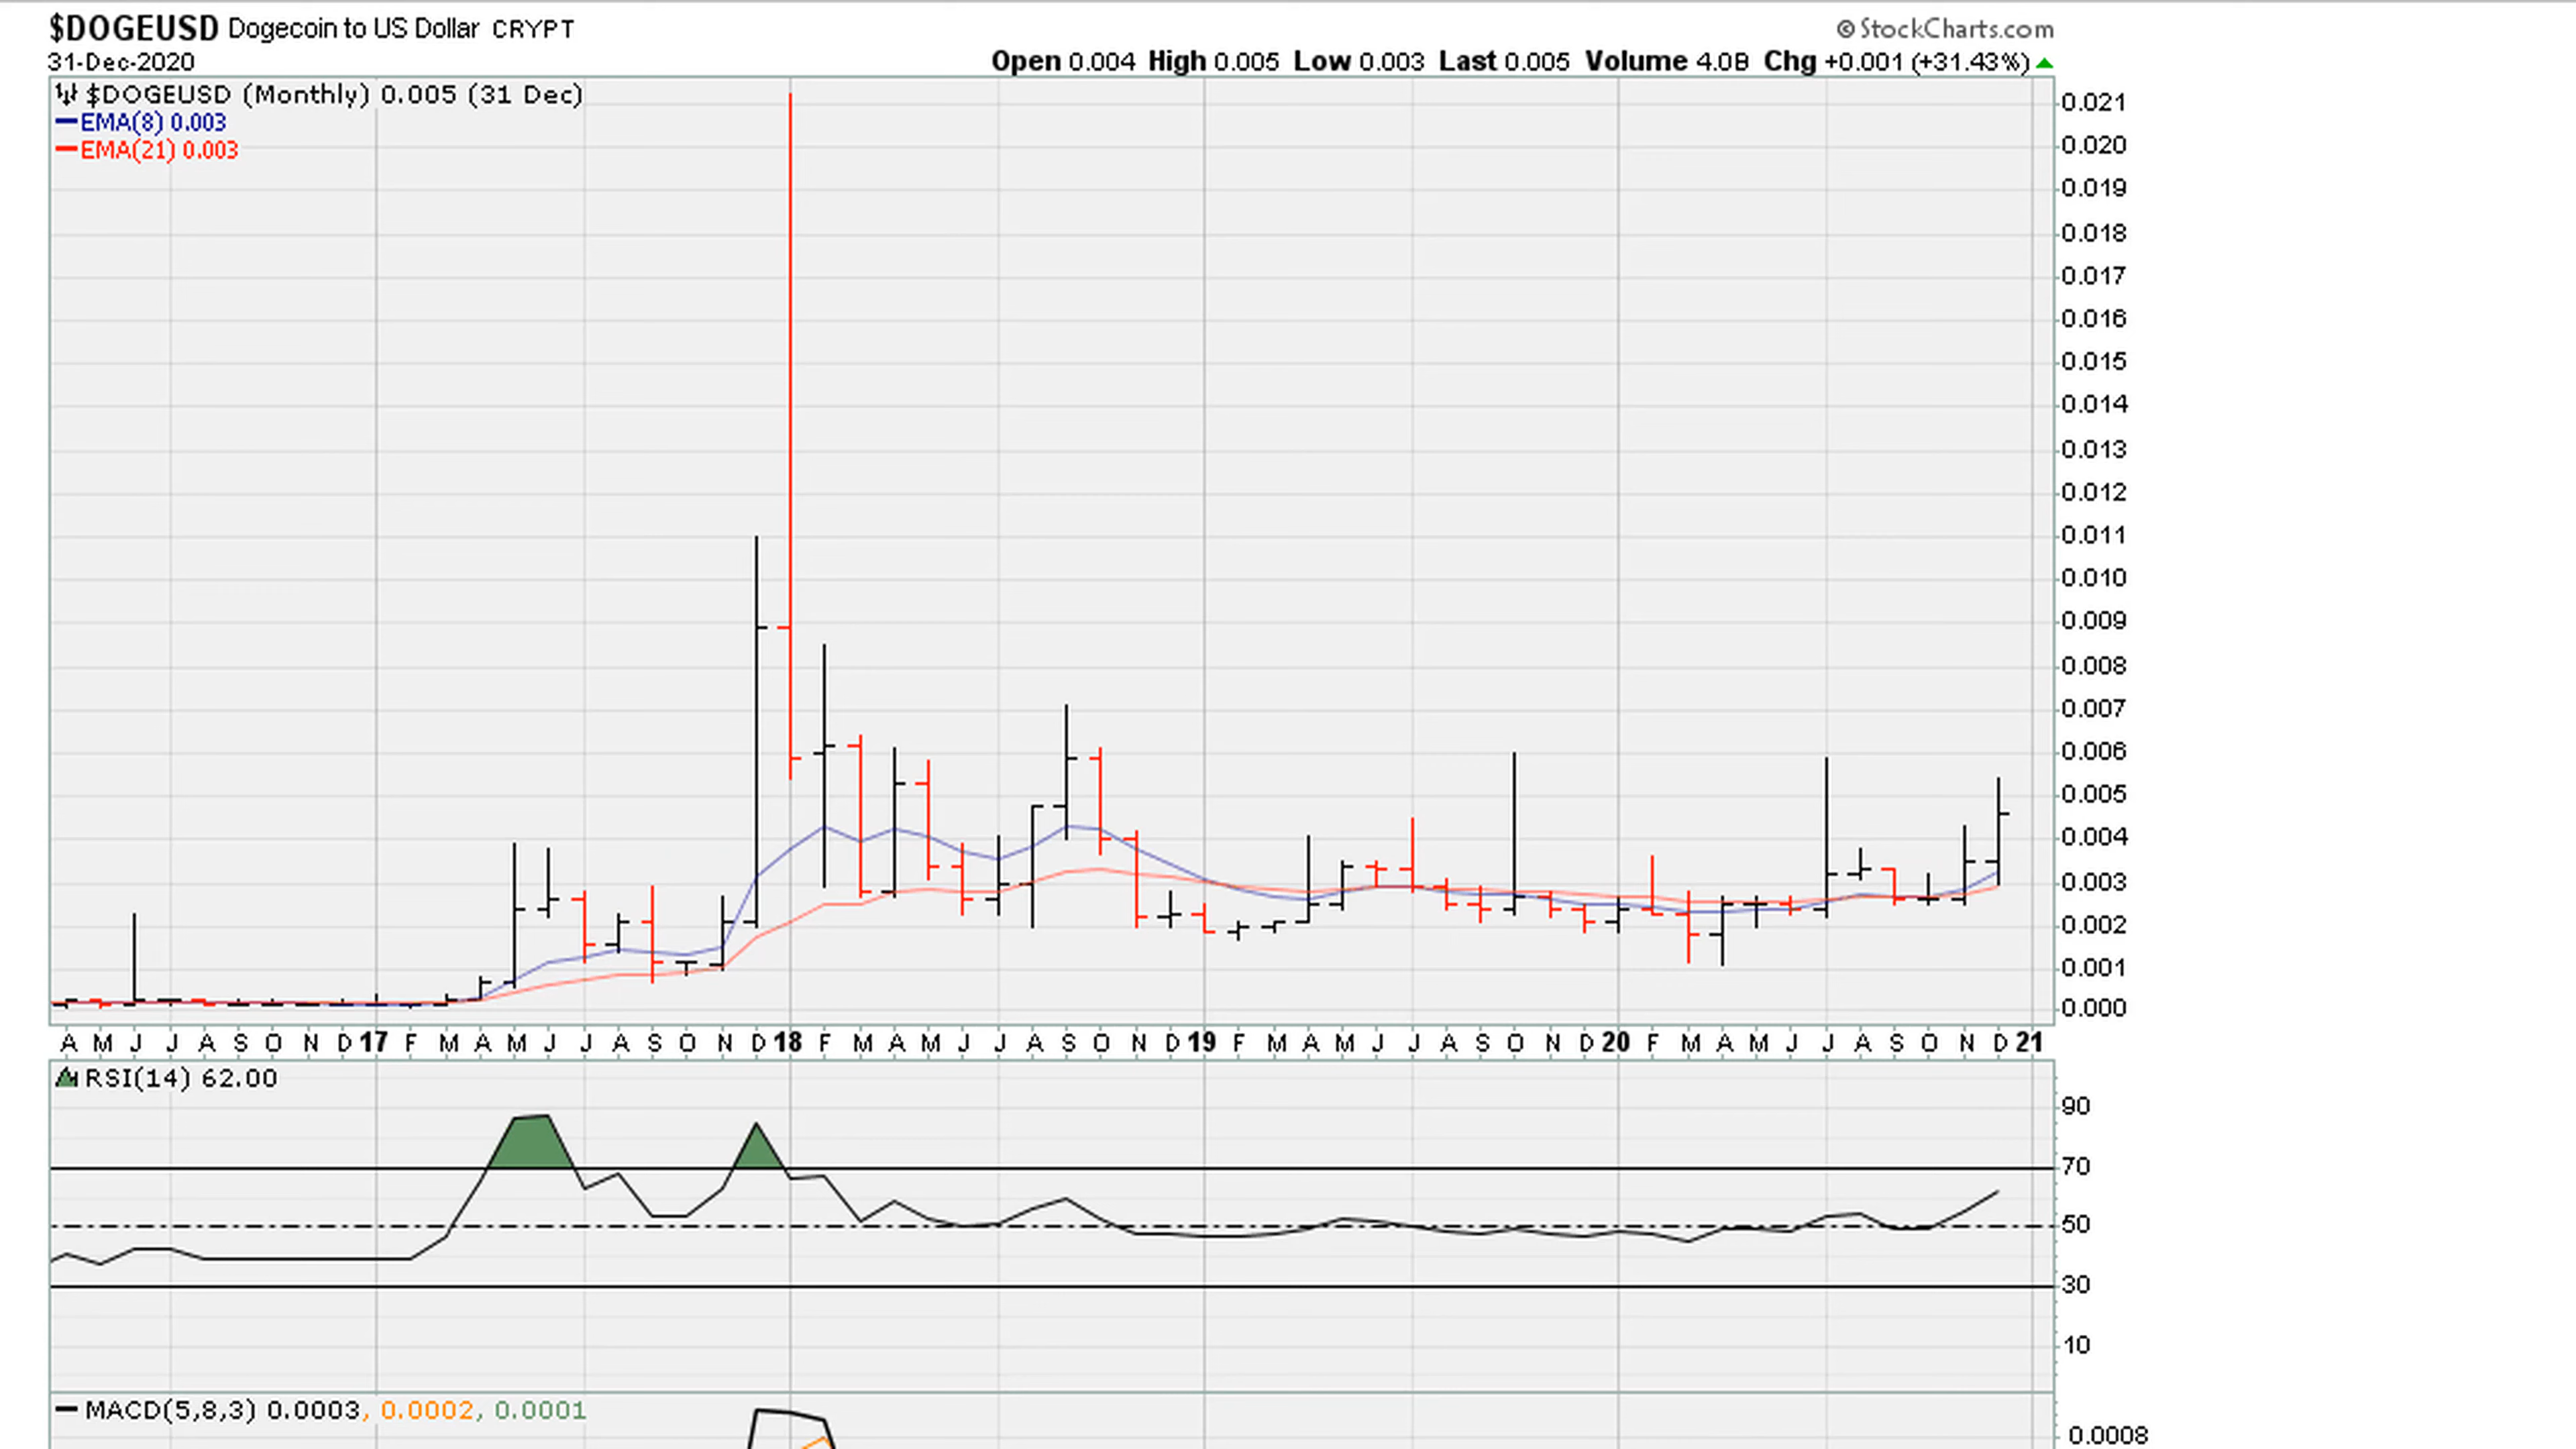 $DOGEUSD Dogecoin to US Dollar CRYPT
© StockCharts.com
31-Dec-2020
Open 0.004 High 0.005 Low 0.003 Last 0.005 Volume 4.0B Chg +0.001 (+31.43%)
$DOGEUSD (Monthly) 0.005 (31 Dec)
EMA(8) 0.003
EMA(21) 0.003
0.021
0.020
0.019
0.018
0.017
0.016
0.015
0.014
0.013
0.012
0.011
0.010
0.009
0.008
0.007
0.006
0.005
0.004
0.003
0.002
0.001
0.000
A M J J A S O N D 17 F M A M J J A S O N D 18 F M A M J J A S O N D 19 F M A M J J A S O N D 20 F M A M J J A S O N D 21
RSI(14) 62.00
90
70
50
30
10
MACD(5,8,3) 0.0003, 0.0002, 0.0001
0.0008